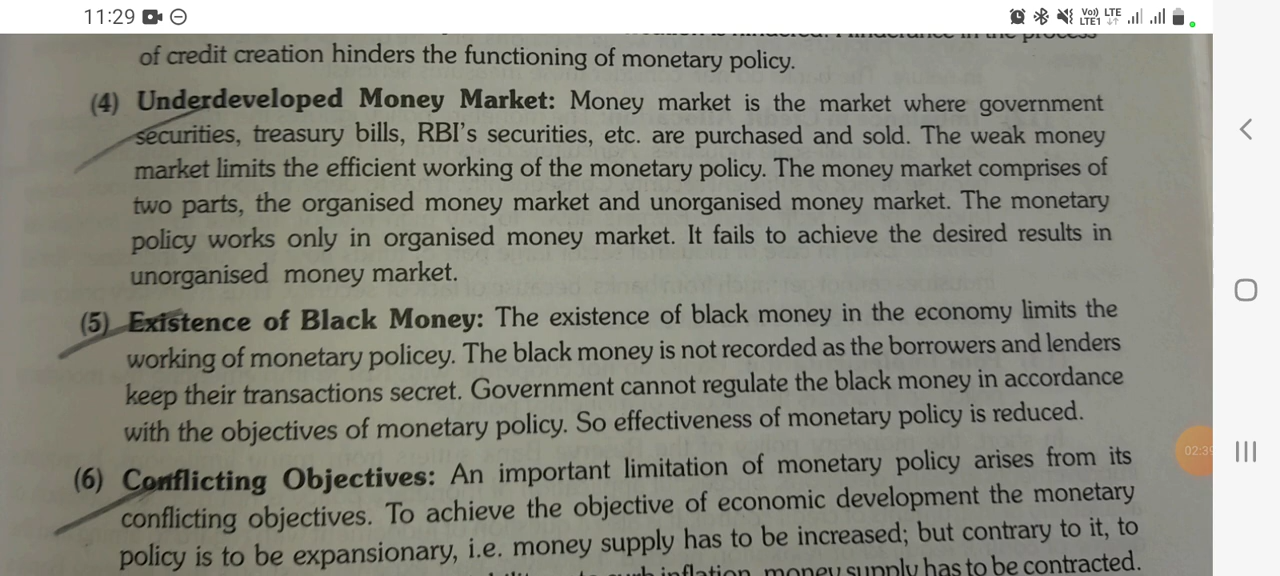 11:29
Vo)) LTE
LTE1
of credit creation hinders the functioning of monetary policy.
(4) Underdeveloped Money Market: Money market is the market where government
securities, treasury bills, RBI's securities, etc. are purchased and sold. The weak money
market limits the efficient working of the monetary policy. The money market comprises of
two parts, the organised money market and unorganised money market. The monetary
policy works only in organised money market. It fails to achieve the desired results in
unorganised money market.
(5) Existence of Black Money: The existence of black money in the economy limits the
working of monetary policey. The black money is not recorded as the borrowers and lenders
keep their transactions secret. Government cannot regulate the black money in accordance
with the objectives of monetary policy. So effectiveness of monetary policy is reduced.
02:39
(6) Conflicting Objectives: An important limitation of monetary policy arises from its
conflicting objectives. To achieve the objective of economic development the monetary
policy is to be expansionary, i.e. money supply has to be increased; but contrary to it, to
inflation, money supply has to be contracted.